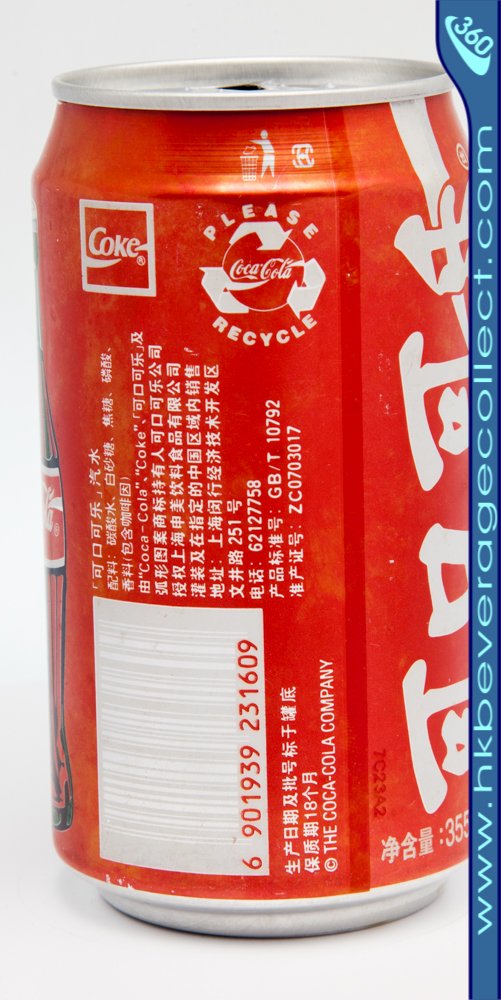 Coke®
PLEASE
Coca-Cola
RECYCLE
「可口可乐」汽水
配料：碳酸水、白砂糖、焦糖、磷酸、
香料(包含咖啡因)
由"Coca-Cola"、"Coke"、「可口可乐」及
弧形图案商标持有人可口可乐公司
授权上海申美饮料食品有限公司
灌装及在指定的中国区域内销售
地址：上海闵行经济技术开发区
文井路 251 号
电话：62127758
产品标准号：GB/T 10792
准产证号：ZC0703017
6 901939 231609
生产日期及批号标于罐底
保质期18个月
© THE COCA-COLA COMPANY
可口可
7C23A2
净含量：355
360
www.hkbeveragecollect.com